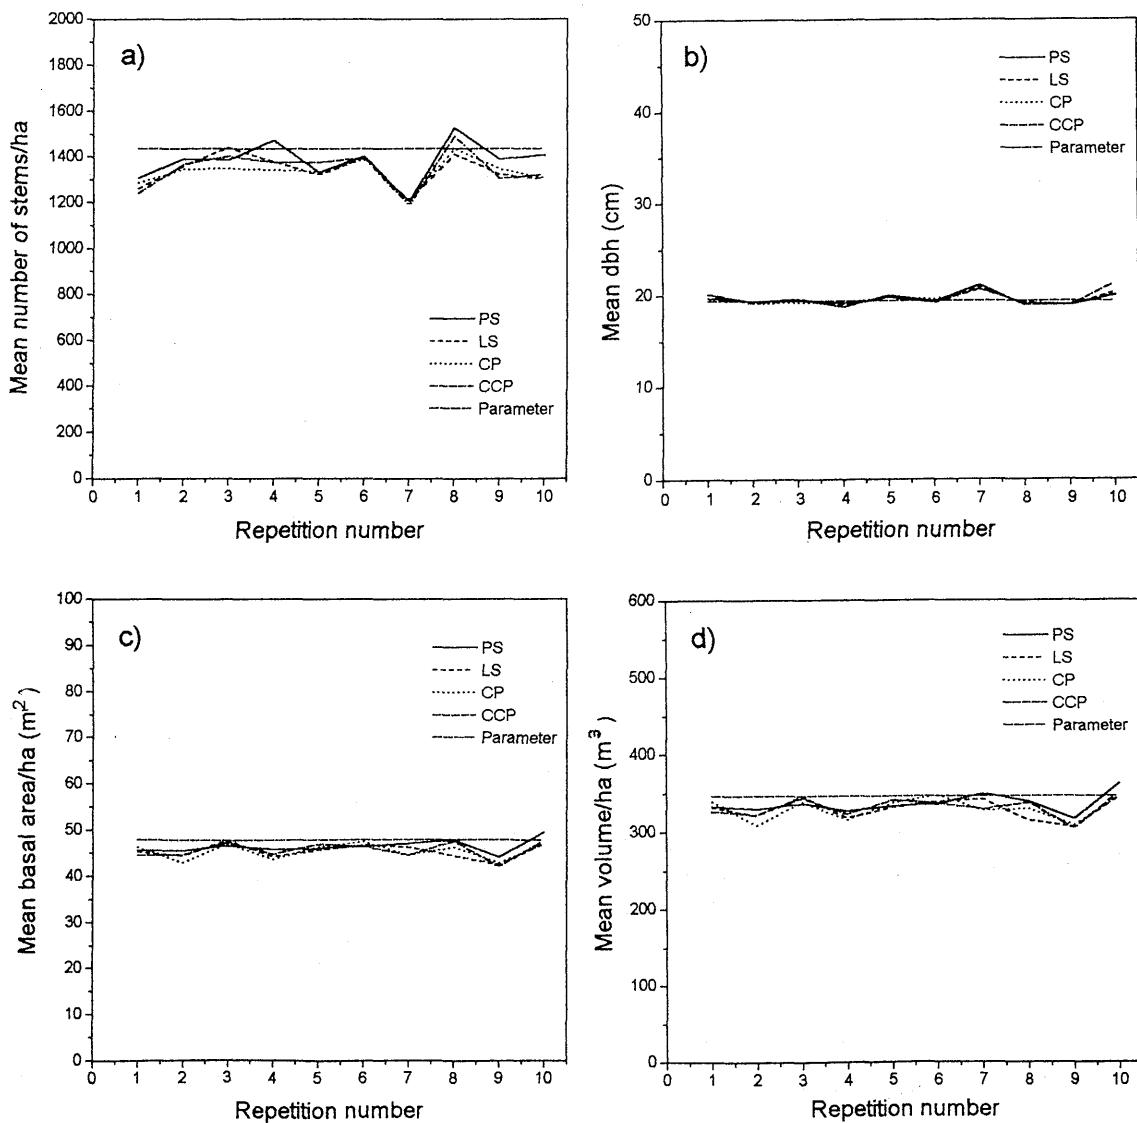 a)
Mean number of stems/ha
2000
1800
1600
1400
1200
1000
800
600
400
200
0
PS
LS
CP
CCP
Parameter
0 1 2 3 4 5 6 7 8 9 10
Repetition number
b)
Mean dbh (cm)
50
40
30
20
10
0
PS
LS
CP
CCP
Parameter
0 1 2 3 4 5 6 7 8 9 10
Repetition number
c)
Mean basal area/ha (m²)
100
90
80
70
60
50
40
30
20
10
0
PS
LS
CP
CCP
Parameter
0 1 2 3 4 5 6 7 8 9 10
Repetition number
d)
Mean volume/ha (m³)
600
500
400
300
200
100
0
PS
LS
CP
CCP
Parameter
0 1 2 3 4 5 6 7 8 9 10
Repetition number